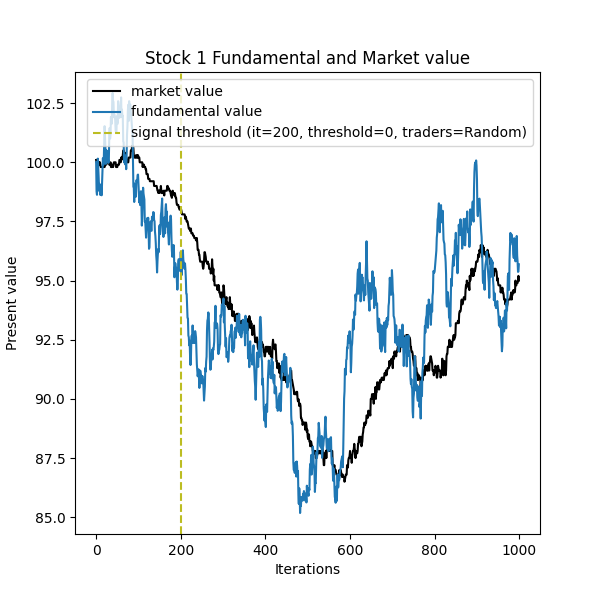 Stock 1 Fundamental and Market value
market value
fundamental value
signal threshold (it=200, threshold=0, traders=Random)
102.5
100.0
97.5
95.0
92.5
90.0
87.5
85.0
Present value
0
200
400
600
800
1000
Iterations